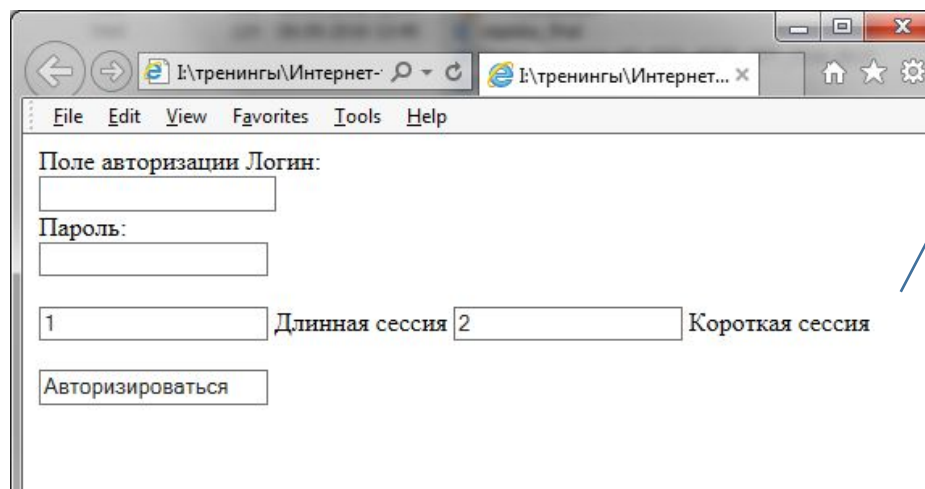 I:\тренинги\Интернет-
I:\тренинги\Интернет...
File Edit View Favorites Tools Help
Поле авторизации Логин:
Пароль:
1 Длинная сессия 2 Короткая сессия
Авторизироваться